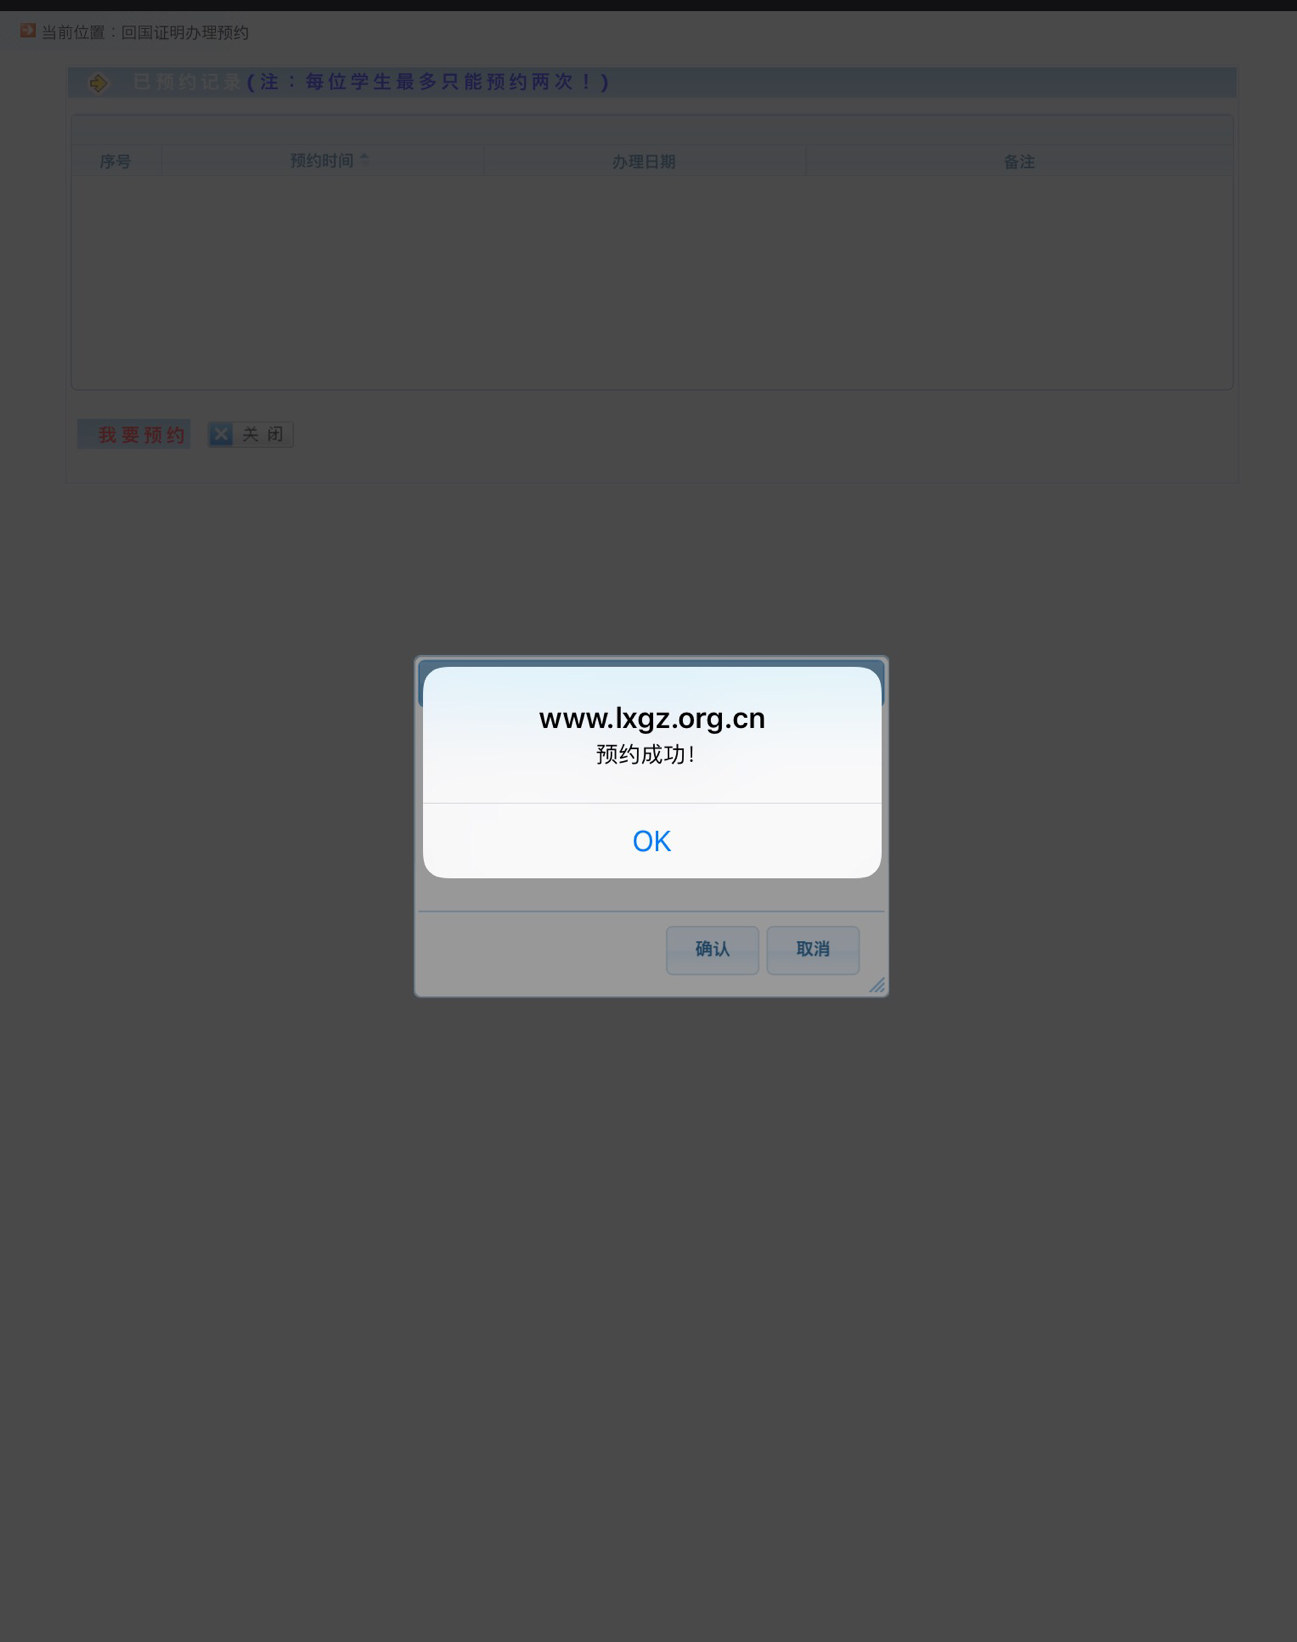 当前位置：回国证明办理预约
已预约记录(注：每位学生最多只能预约两次！)
序号 预约时间 办理日期 备注
我要预约 关 闭
www.lxgz.org.cn
预约成功！
OK
确认 取消